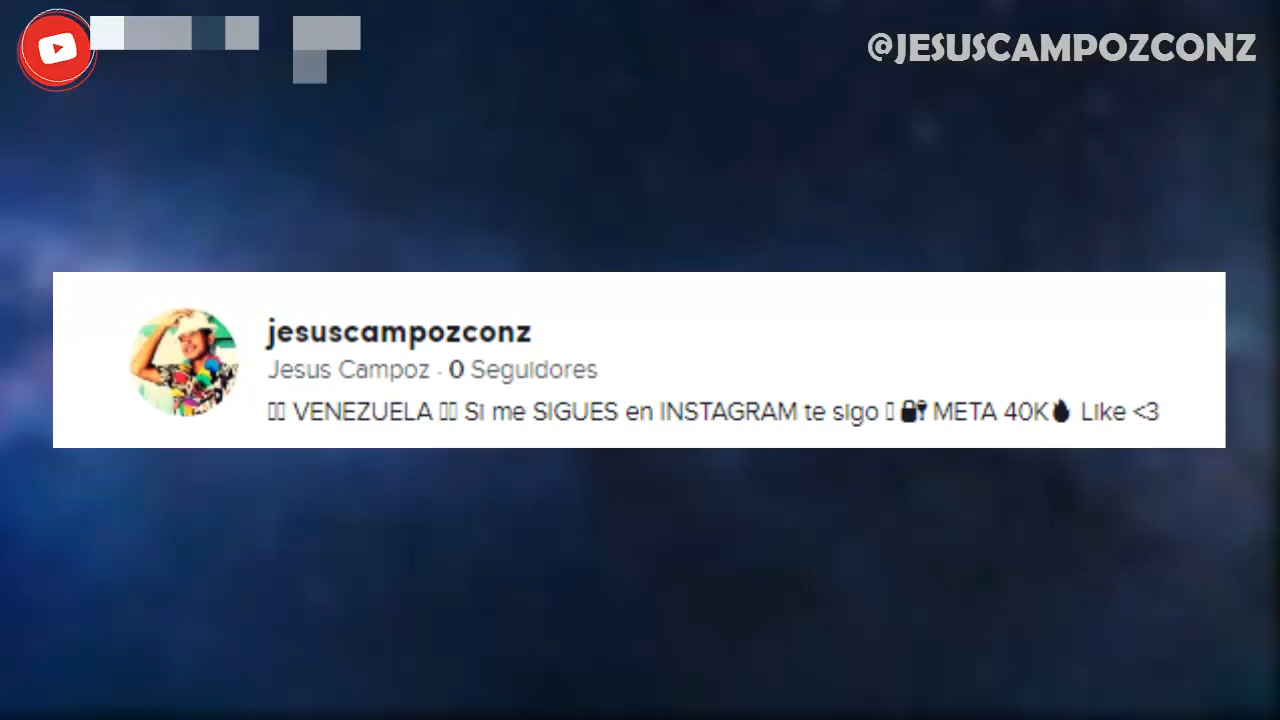 @JESUSCAMPOZCONZ
jesuscampozconz
Jesus Campoz · 0 Seguidores
VENEZUELA Si me SIGUES en INSTAGRAM te sigo 🔐 META 40K🔥 Like <3